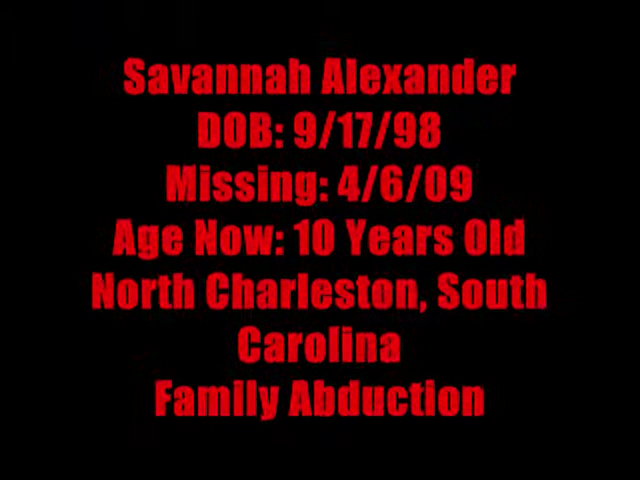 Savannah Alexander
DOB: 9/17/98
Missing: 4/6/09
Age Now: 10 Years Old
North Charleston, South
Carolina
Family Abduction